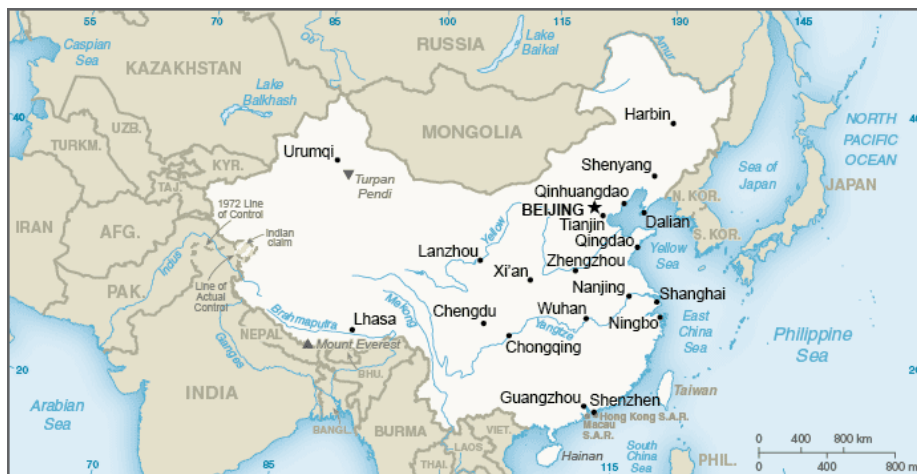 55
70
85
100
115
130
145
Caspian
Sea
Ob'
RUSSIA
Lake
Baikal
Amur
KAZAKHSTAN
Lake
Balkhash
40
UZB.
TURKM.
KYR.
TAJ.
MONGOLIA
Harbin
NORTH
PACIFIC
OCEAN
40
Urumqi
Turpan
Pendi
Shenyang
Sea of
Japan
JAPAN
Qinhuangdao
N. KOR.
BEIJING
Tianjin
Dalian
S. KOR.
1972 Line
of Control
Indian
claim
IRAN
AFG.
Indus
Yellow
Lanzhou
Qingdao
Yellow
Sea
Zhengzhou
Xi'an
PAK.
Line of
Actual
Control
Nanjing
Shanghai
Brahmaputra
Lhasa
Mekong
Chengdu
Wuhan
Yangtze
Ningbo
East
China
Sea
Philippine
Sea
NEPAL
Mount Everest
Chongqing
Ganges
BHU.
20
20
INDIA
Guangzhou
Shenzhen
Taiwan
Hong Kong S.A.R.
Macau
S.A.R.
Arabian
Sea
BANGL.
BURMA
VIET.
LAOS
THAI.
Hainan
South
China Sea
PHIL.
0 400 800 km
0 400 800 m
70
85